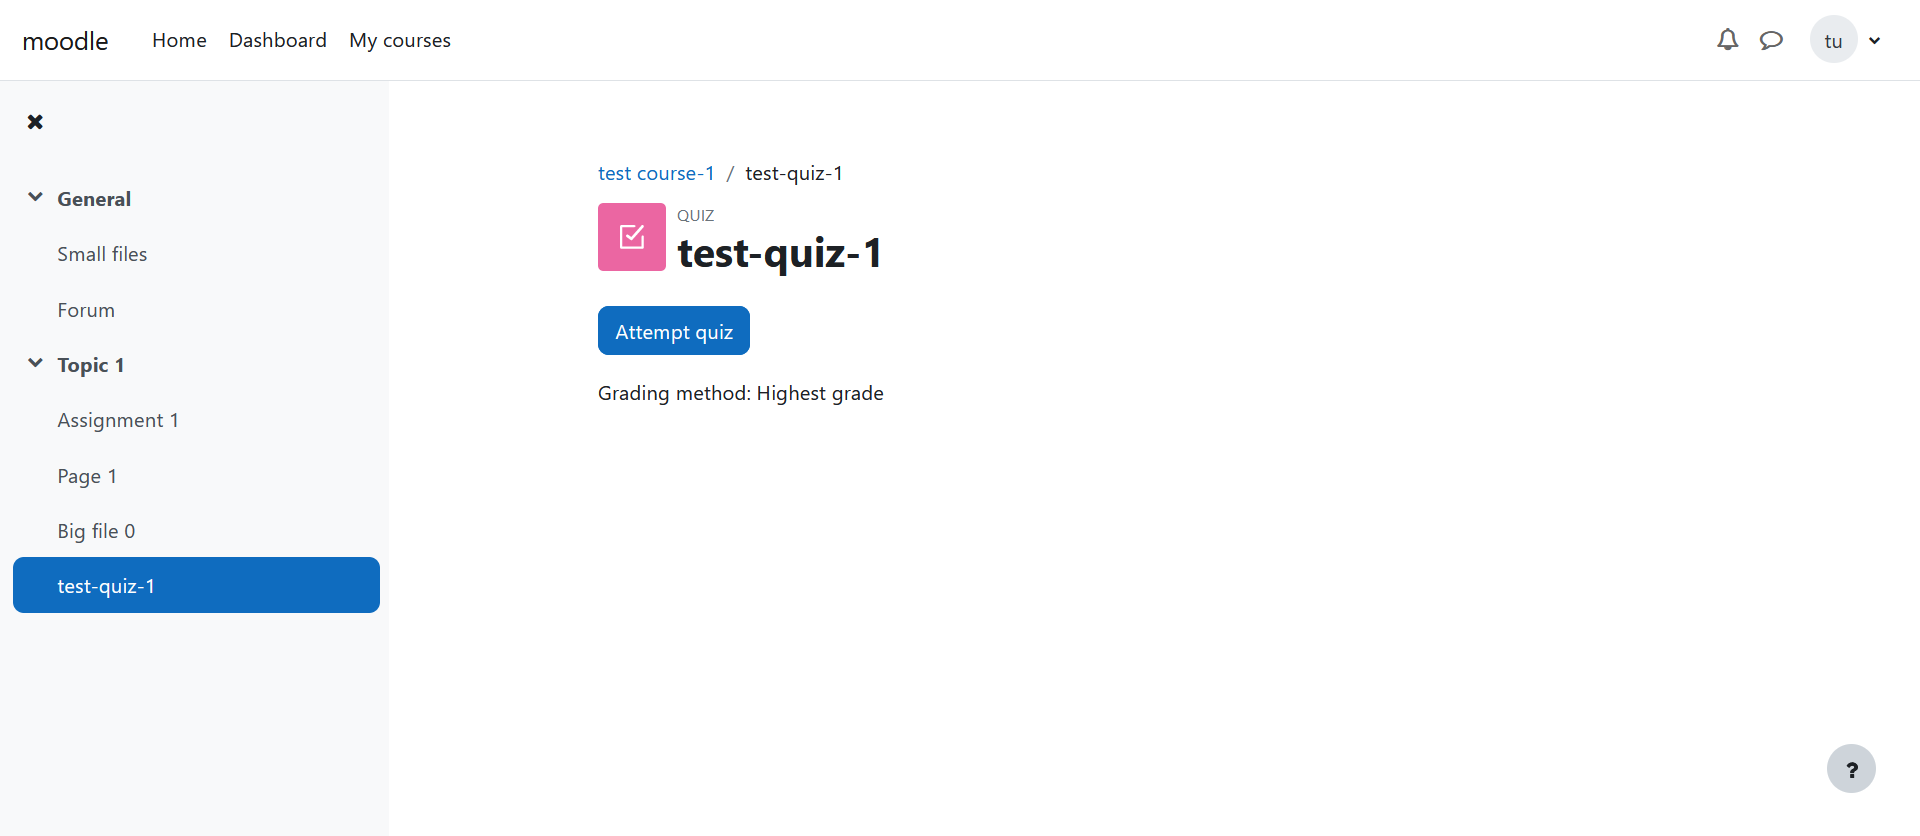 moodle Home Dashboard My courses tu
General
Small files
Forum
Topic 1
Assignment 1
Page 1
Big file 0
test-quiz-1
test course-1 / test-quiz-1
QUIZ
test-quiz-1
Attempt quiz
Grading method: Highest grade
?